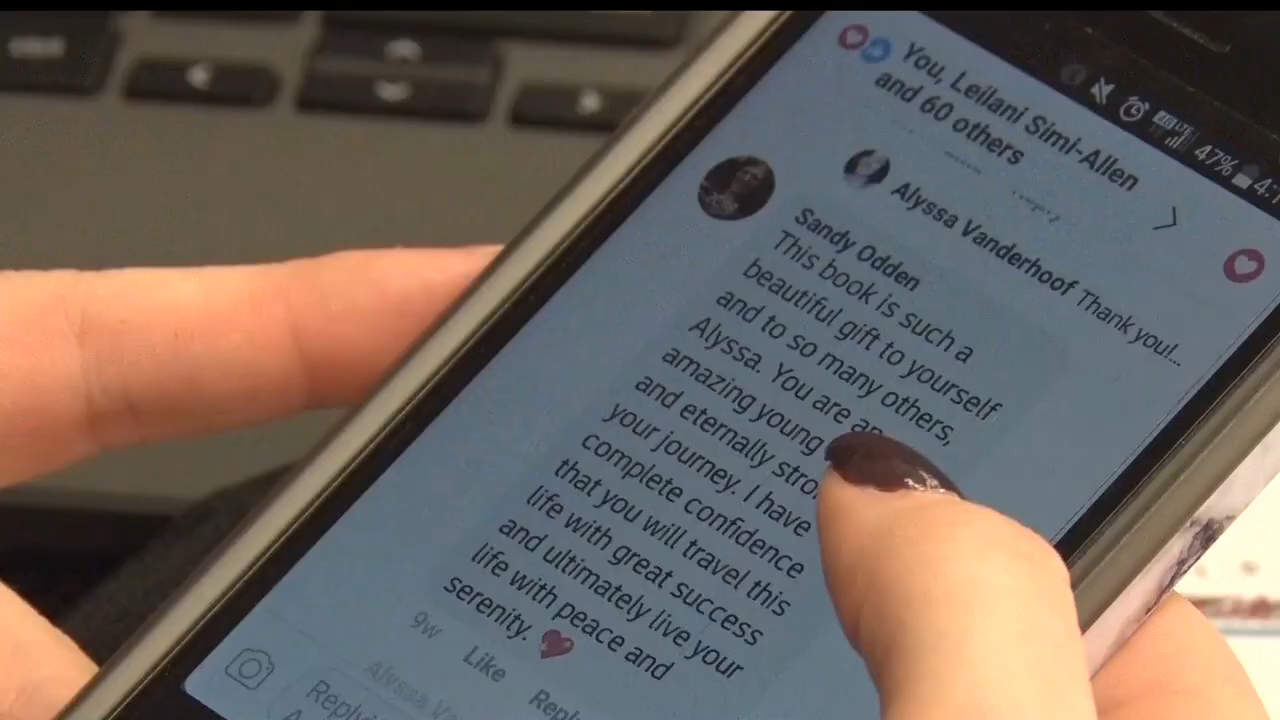 47%
You, Leilani Simi-Allen
and 60 others
Alyssa Vanderhoof Thank you!...
Sandy Odden
This book is such a
beautiful gift to yourself
and to so many others,
Alyssa. You are
amazing young
and eternally
your journey. I have
complete confidence
that you will travel this
life with great success
and ultimately live your
life with peace and
serenity. ❤
9w Like